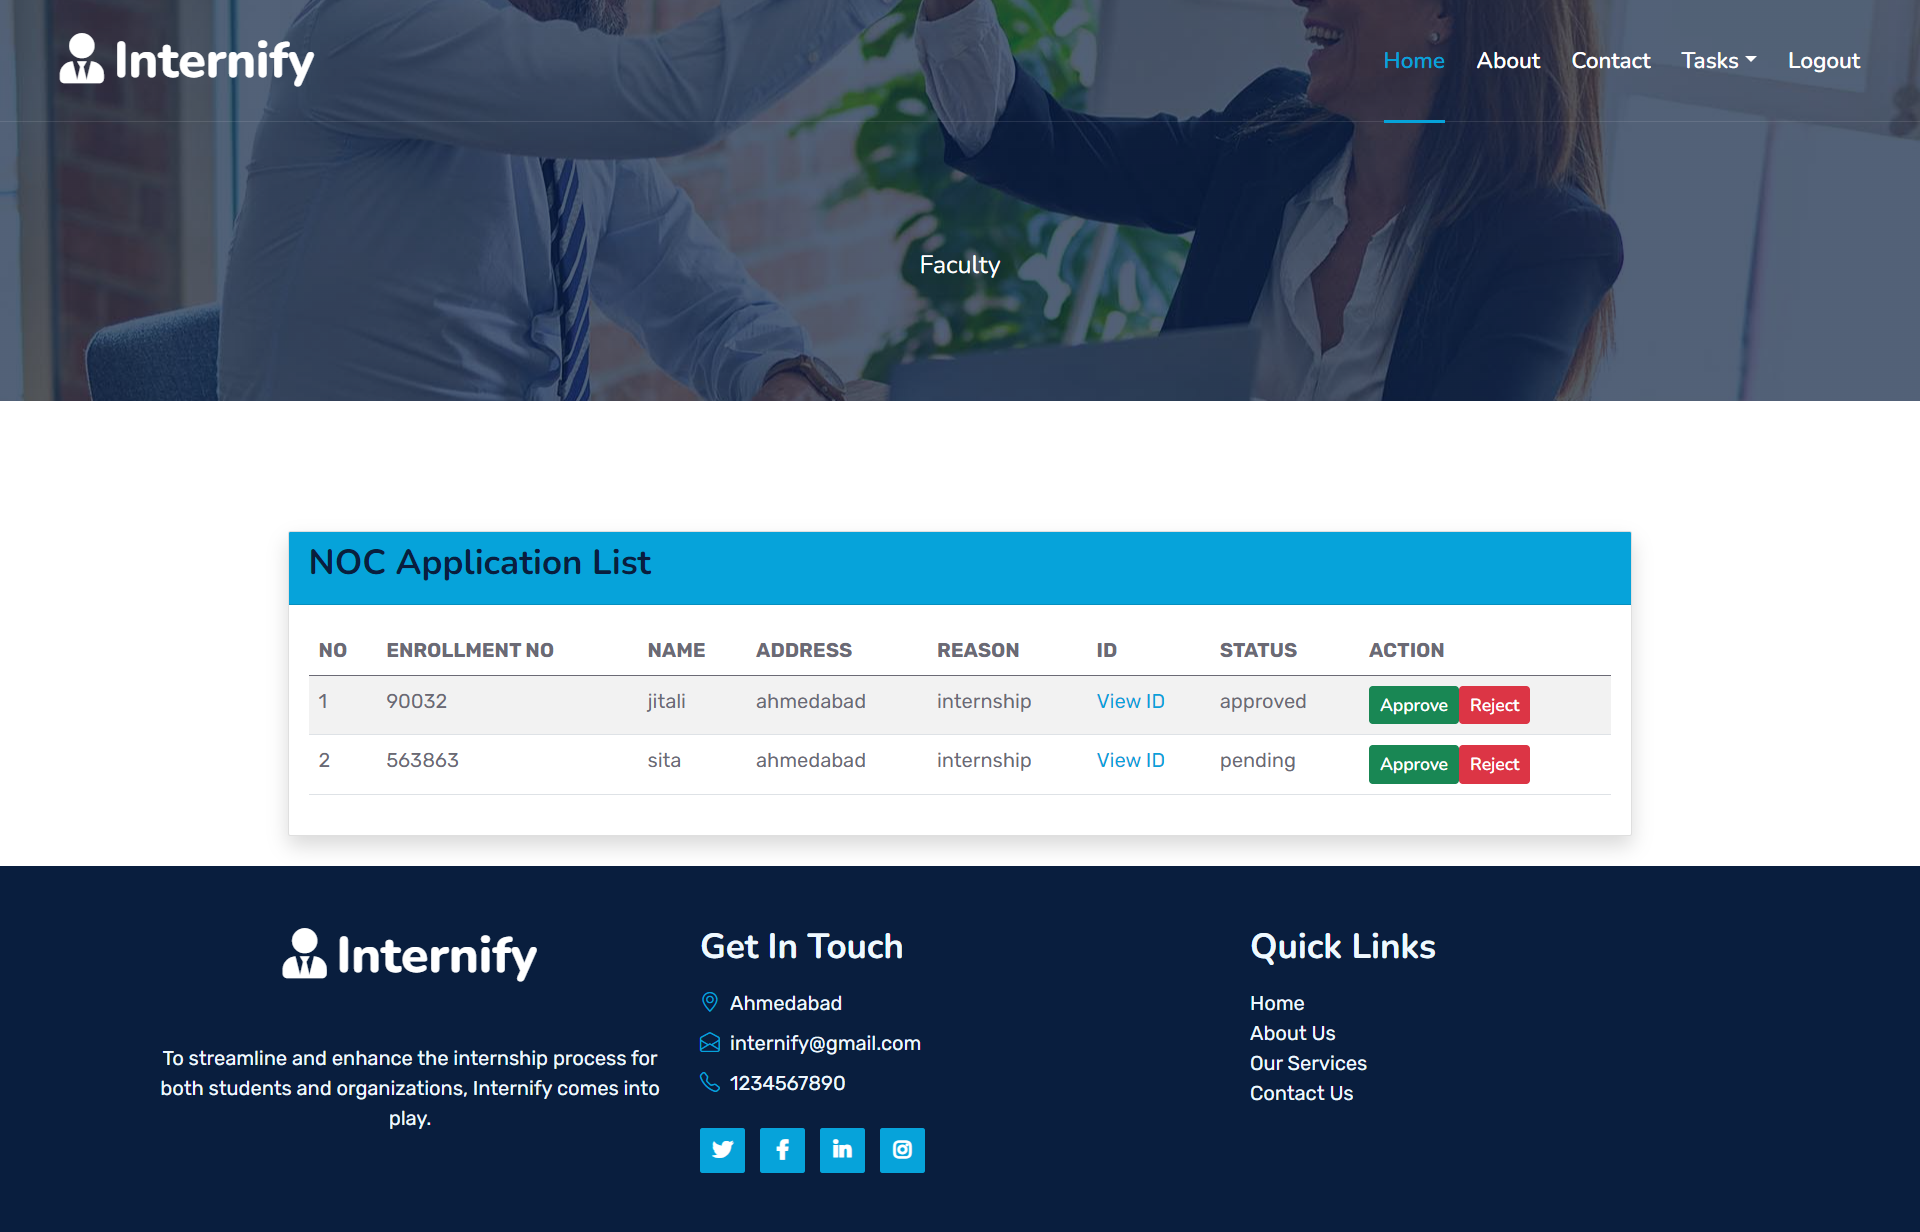 Internify
Home About Contact Tasks Logout
Faculty
NOC Application List
NO ENROLLMENT NO NAME ADDRESS REASON ID STATUS ACTION
1 90032 jitali ahmedabad internship View ID approved Approve Reject
2 563863 sita ahmedabad internship View ID pending Approve Reject
Internify
To streamline and enhance the internship process for
both students and organizations, Internify comes into
play.
Get In Touch
Ahmedabad
internify@gmail.com
1234567890
Quick Links
Home
About Us
Our Services
Contact Us